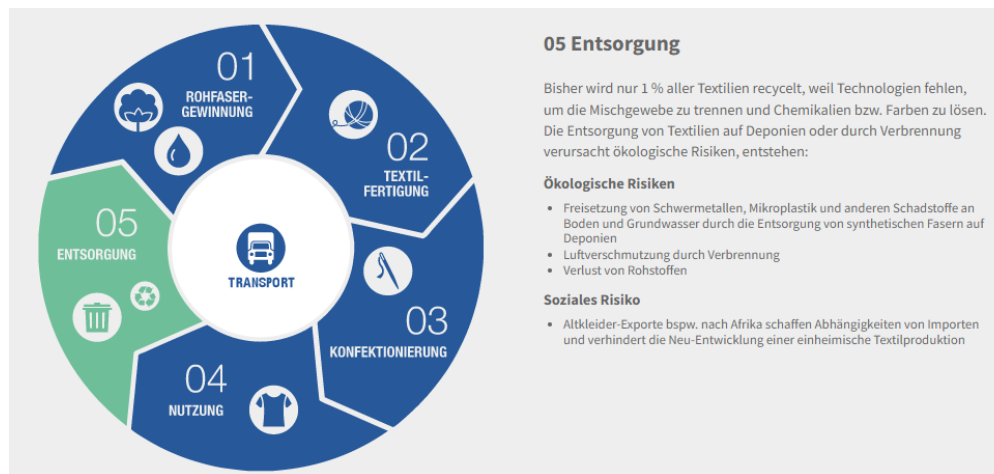 01
ROHFASER-
GEWINNUNG
02
TEXTIL-
FERTIGUNG
03
KONFEKTIONIERUNG
04
NUTZUNG
05
ENTSORGUNG
TRANSPORT
05 Entsorgung
Bisher wird nur 1 % aller Textilien recycelt, weil Technologien fehlen,
um die Mischgewebe zu trennen und Chemikalien bzw. Farben zu lösen.
Die Entsorgung von Textilien auf Deponien oder durch Verbrennung
verursacht ökologische Risiken, entstehen:
Ökologische Risiken
• Freisetzung von Schwermetallen, Mikroplastik und anderen Schadstoffe an
Boden und Grundwasser durch die Entsorgung von synthetischen Fasern auf
Deponien
• Luftverschmutzung durch Verbrennung
• Verlust von Rohstoffen
Soziales Risiko
• Altkleider-Exporte bspw. nach Afrika schaffen Abhängigkeiten von Importen
und verhindert die Neu-Entwicklung einer einheimische Textilproduktion